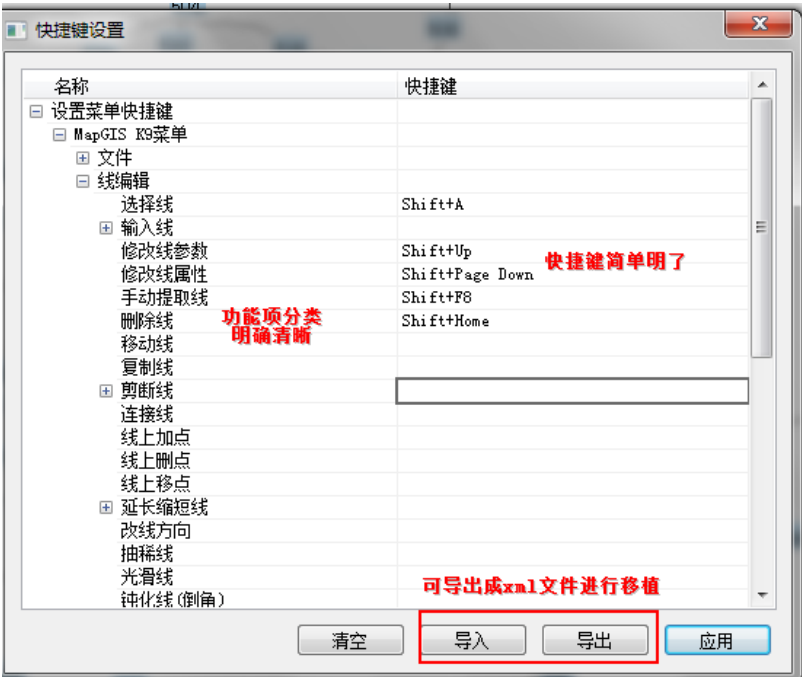 快捷键设置
名称 快捷键
设置菜单快捷键
MapGIS K9菜单
文件
线编辑
选择线 Shift+A
输入线
修改线参数 Shift+Up
快捷键简单明了
修改线属性 Shift+Page Down
手动提取线 Shift+F8
功能项分类
明确清晰
删除线 Shift+Home
移动线
复制线
剪断线
连接线
线上加点
线上删点
线上移点
延长缩短线
改线方向
抽稀线
光滑线
可导出成xml文件进行移植
钝化线(倒角)
清空 导入 导出 应用